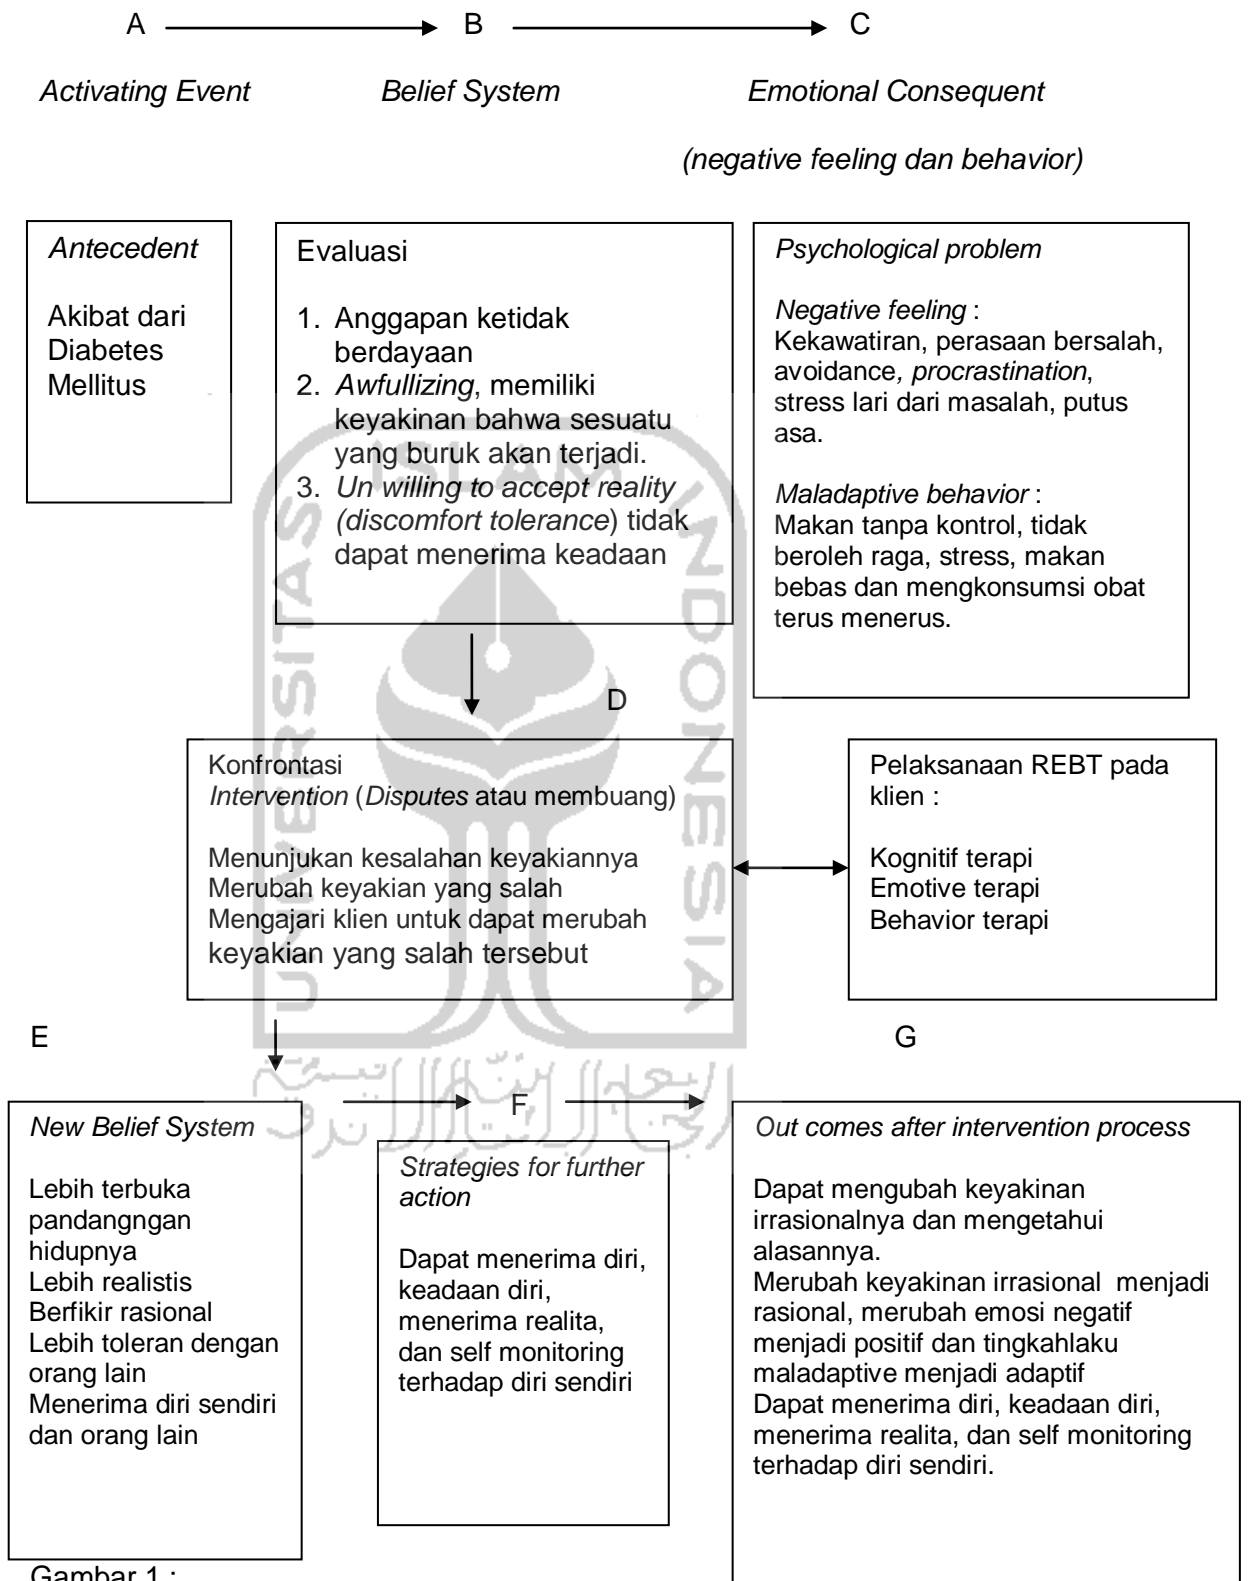 A B C
Activating Event Belief System Emotional Consequent
(negative feeling dan behavior)
Antecedent
Akibat dari
Diabetes
Mellitus
Evaluasi
1. Anggapan ketidak
berdayaan
2. Awfullizing, memiliki
keyakinan bahwa sesuatu
yang buruk akan terjadi.
3. Un willing to accept reality
(discomfort tolerance) tidak
dapat menerima keadaan
Psychological problem
Negative feeling :
Kekawatiran, perasaan bersalah,
avoidance, procrastination,
stress lari dari masalah, putus
asa.
Maladaptive behavior :
Makan tanpa kontrol, tidak
beroleh raga, stress, makan
bebas dan mengkonsumsi obat
terus menerus.
D
Konfrontasi
Intervention (Disputes atau membuang)
Menunjukan kesalahan keyakiannya
Merubah keyakian yang salah
Mengajari klien untuk dapat merubah
keyakian yang salah tersebut
Pelaksanaan REBT pada
klien :
Kognitif terapi
Emotive terapi
Behavior terapi
E G
F
New Belief System
Lebih terbuka
pandangngan
hidupnya
Lebih realistis
Berfikir rasional
Lebih toleran dengan
orang lain
Menerima diri sendiri
dan orang lain
Strategies for further
action
Dapat menerima diri,
keadaan diri,
menerima realita,
dan self monitoring
terhadap diri sendiri
Out comes after intervention process
Dapat mengubah keyakinan
irrasionalnya dan mengetahui
alasannya.
Merubah keyakinan irrasional menjadi
rasional, merubah emosi negatif
menjadi positif dan tingkahlaku
maladaptive menjadi adaptif
Dapat menerima diri, keadaan diri,
menerima realita, dan self monitoring
terhadap diri sendiri.
Gambar 1 :
UNIVERSITAS
ISLAM
INDONESIA